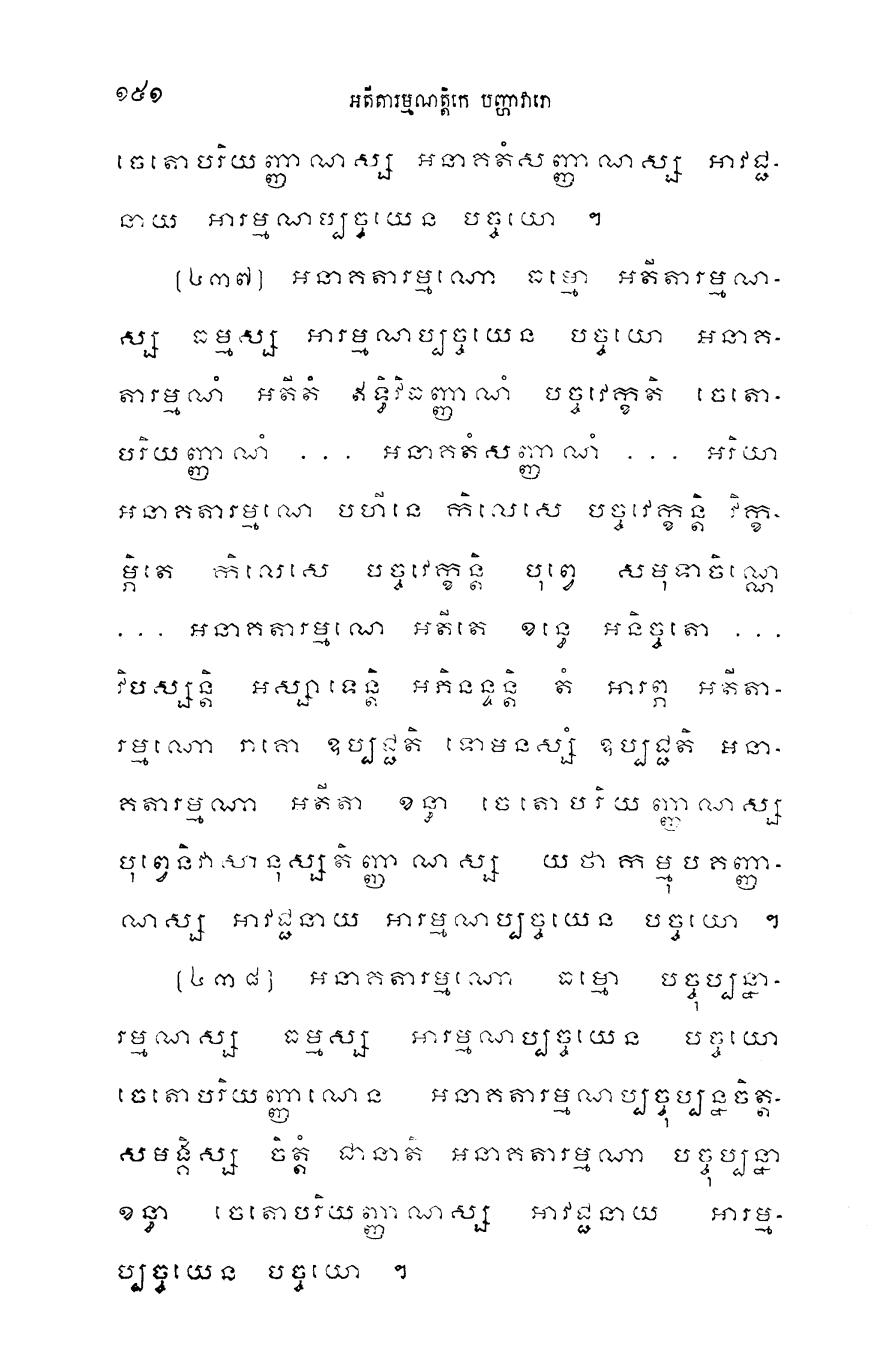 ១៥១ អតីតារម្មណត្តិកេ បញ្ហាវារោ
ចេតោបរិយញ្ញាណស្ស អនាគតំសញ្ញាណស្ស អាវជ្ជ-
នាយ អារម្មណប្បច្ចយេន បច្ចយោ ។
[៤៣៧] អនាគតារម្មណោ ធម្មោ អតីតារម្មណ-
ស្ស ធម្មស្ស អារម្មណប្បច្ចយេន បច្ចយោ អនាគ-
តារម្មណំ អតីតំ ឥទ្ធិវិធញ្ញាណំ បច្ចវេក្ខតិ ចេតោ-
បរិយញ្ញាណំ . . . អនាគតំសញ្ញាណំ . . . អរិយា
អនាគតារម្មណេ បហីនេ កិលេសេ បច្ចវេក្ខន្តិ វិក្ខ-
ម្ភិតេ កិលេសេ បច្ចវេក្ខន្តិ បុព្វេ សមុទាចិណ្ណេ
. . . អនាគតារម្មណេ អតីតេ ខន្ធេ អនិច្ចតោ . . .
វិបស្សន្តិ អស្សាទេន្តិ អភិនន្ទន្តិ តំ អារព្ភ អតីតា-
រម្មណោ រាគោ ឧប្បជ្ជតិ ទោមនស្សំ ឧប្បជ្ជតិ អនា-
គតារម្មណា អតីតា ខន្ធា ចេតោបរិយញ្ញាណស្ស
បុព្វេនិវាសានុស្សតិញ្ញាណស្ស យថាកម្មុបគញ្ញា-
ណស្ស អាវជ្ជនាយ អារម្មណប្បច្ចយេន បច្ចយោ ។
[៤៣៨] អនាគតារម្មណោ ធម្មោ បច្ចុប្បន្នា-
រម្មណស្ស ធម្មស្ស អារម្មណប្បច្ចយេន បច្ចយោ
ចេតោបរិយញ្ញាណេន អនាគតារម្មណប្បច្ចុប្បន្នចិត្ត-
សមង្គិស្ស ចិត្តំ ជានាតិ អនាគតារម្មណា បច្ចុប្បន្នា
ខន្ធា ចេតោបរិយញ្ញាណស្ស អាវជ្ជនាយ អារម្ម-
ប្បច្ចយេន បច្ចយោ ។